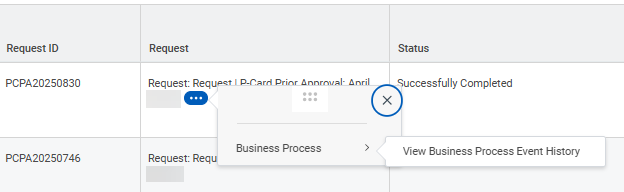 Request ID Request Status
PCPA20250830 Request: Request | P-Card Prior Approval: April Successfully Completed
Business Process
View Business Process Event History
PCPA20250746 Request: Requ